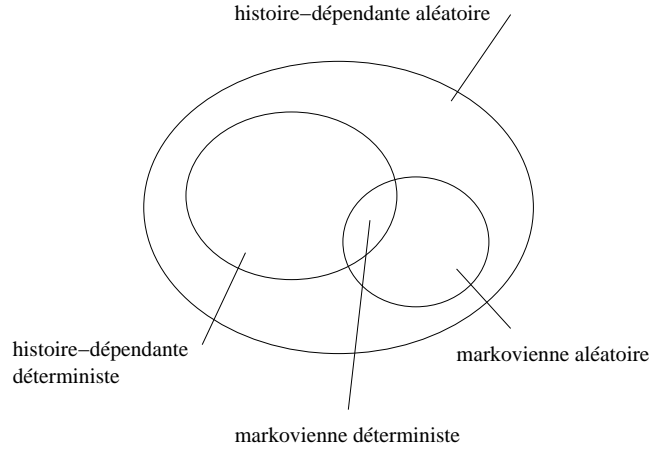 histoire−dépendante aléatoire
histoire−dépendante
déterministe
markovienne aléatoire
markovienne déterministe